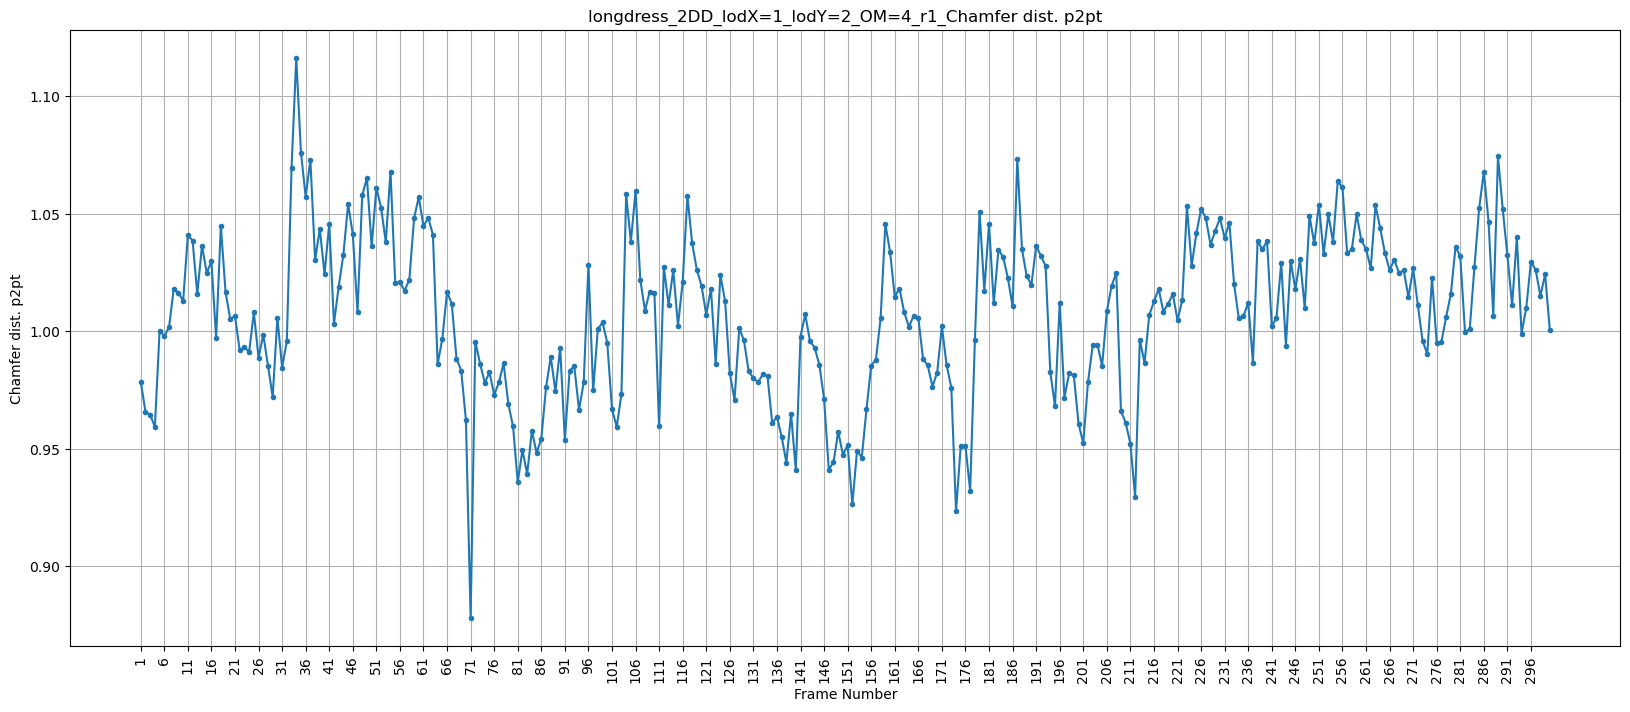 longdress_2DD_lodX=1_lodY=2_OM=4_r1_Chamfer dist. p2pt
Chamfer dist. p2pt
1.10
1.05
1.00
0.95
0.90
1 6 11 16 21 26 31 36 41 46 51 56 61 66 71 76 81 86 91 96 101 106 111 116 121 126 131 136 141 146 151 156 161 166 171 176 181 186 191 196 201 206 211 216 221 226 231 236 241 246 251 256 261 266 271 276 281 286 291 296
Frame Number